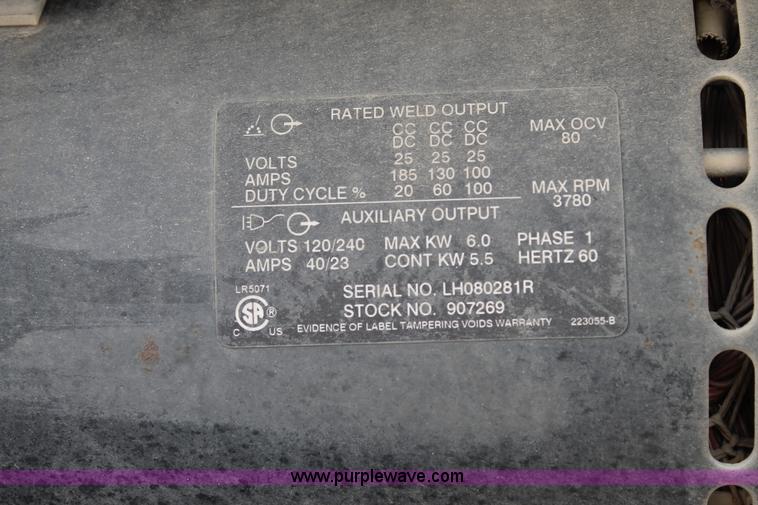 RATED WELD OUTPUT
CC CC CC
DC DC DC
MAX OCV
80
VOLTS 25 25 25
AMPS 185 130 100
DUTY CYCLE % 20 60 100
MAX RPM
3780
AUXILIARY OUTPUT
VOLTS 120/240 MAX KW 6.0 PHASE 1
AMPS 40/23 CONT KW 5.5 HERTZ 60
LR5071
SERIAL NO. LH080281R
STOCK NO. 907269
SA ®
C US
EVIDENCE OF LABEL TAMPERING VOIDS WARRANTY 223055-B
www.purplewave.com